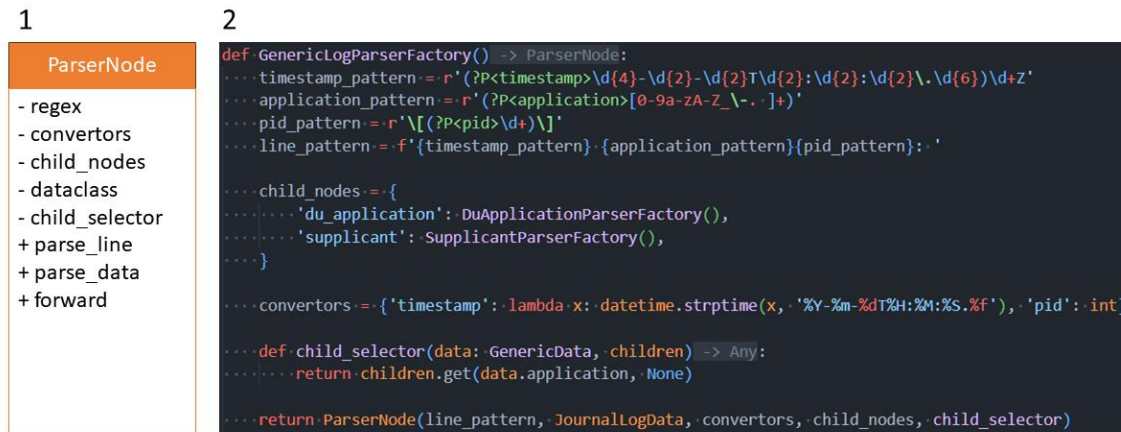 1
ParserNode
- regex
- convertors
- child_nodes
- dataclass
- child_selector
+ parse_line
+ parse_data
+ forward
2
def GenericLogParserFactory() -> ParserNode:
    timestamp_pattern = r'(?P<timestamp>\d{4}-\d{2}-\d{2}T\d{2}:\d{2}:\d{2}\.\d{6})\d+Z'
    application_pattern = r'(?P<application>[0-9a-zA-Z_\-. ]+)'
    pid_pattern = r'\[(?P<pid>\d+)\]'
    line_pattern = f'{timestamp_pattern} {application_pattern}{pid_pattern}: '
    child_nodes = {
        'du_application': DuApplicationParserFactory(),
        'supplicant': SupplicantParserFactory(),
    }
    convertors = {'timestamp': lambda x: datetime.strptime(x, '%Y-%m-%dT%H:%M:%S.%f'), 'pid': int}
    def child_selector(data: GenericData, children) -> Any:
        return children.get(data.application, None)
    return ParserNode(line_pattern, JournalLogData, convertors, child_nodes, child_selector)